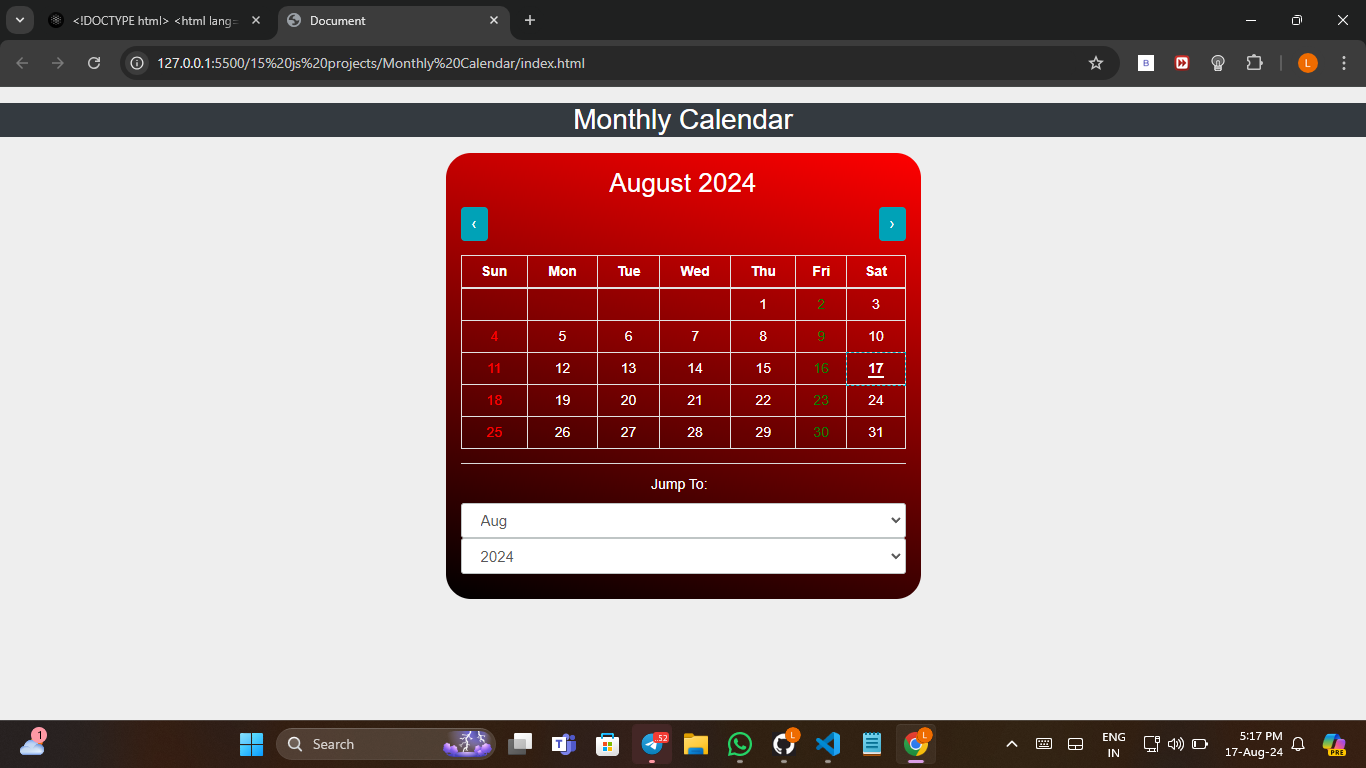 <!DOCTYPE html> <html lang=
Document
127.0.0.1:5500/15%20js%20projects/Monthly%20Calendar/index.html
B
L
Monthly Calendar
August 2024
‹ ›
Sun Mon Tue Wed Thu Fri Sat
1 2 3
4 5 6 7 8 9 10
11 12 13 14 15 16 17
18 19 20 21 22 23 24
25 26 27 28 29 30 31
Jump To:
Aug
2024
1
Search
52
L
L
PRE
ENG
IN
5:17 PM
17-Aug-24